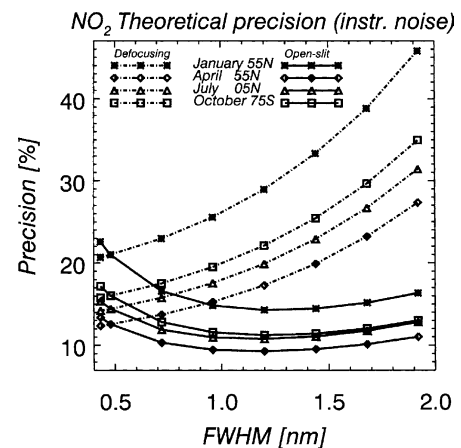 NO2 Theoretical precision (instr. noise)
Defocusing Open-slit
January 55N
April 55N
July 05N
October 75S
Precision [%]
40
30
20
10
0.5 1.0 1.5 2.0
FWHM [nm]